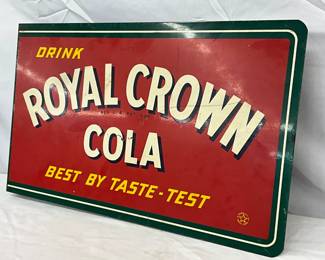 DRINK
ROYAL CROWN
COLA
BEST BY TASTE-TEST